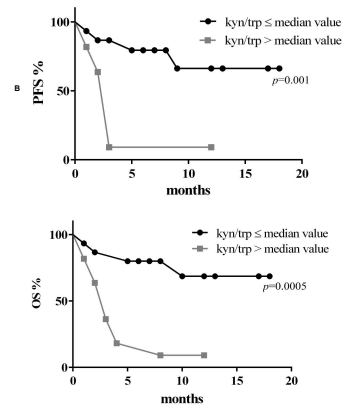 B
PFS %
100
50
0
0
5
10
15
20
months
kyn/trp ≤ median value
kyn/trp > median value
p=0.001
OS %
100
50
0
0
5
10
15
20
months
kyn/trp ≤ median value
kyn/trp > median value
p=0.0005